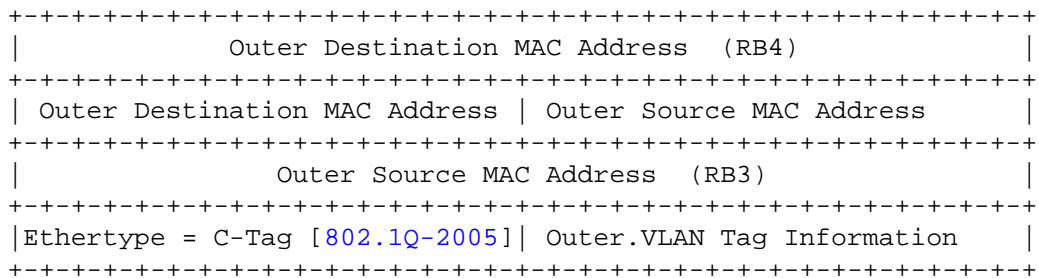 +-+-+-+-+-+-+-+-+-+-+-+-+-+-+-+-+-+-+-+-+-+-+-+-+-+-+-+-+-+-+-+-+
|             Outer Destination MAC Address  (RB4)              |
+-+-+-+-+-+-+-+-+-+-+-+-+-+-+-+-+-+-+-+-+-+-+-+-+-+-+-+-+-+-+-+-+
| Outer Destination MAC Address | Outer Source MAC Address      |
+-+-+-+-+-+-+-+-+-+-+-+-+-+-+-+-+-+-+-+-+-+-+-+-+-+-+-+-+-+-+-+-+
|                Outer Source MAC Address  (RB3)                |
+-+-+-+-+-+-+-+-+-+-+-+-+-+-+-+-+-+-+-+-+-+-+-+-+-+-+-+-+-+-+-+-+
|Ethertype = C-Tag [802.1Q-2005]| Outer.VLAN Tag Information    |
+-+-+-+-+-+-+-+-+-+-+-+-+-+-+-+-+-+-+-+-+-+-+-+-+-+-+-+-+-+-+-+-+